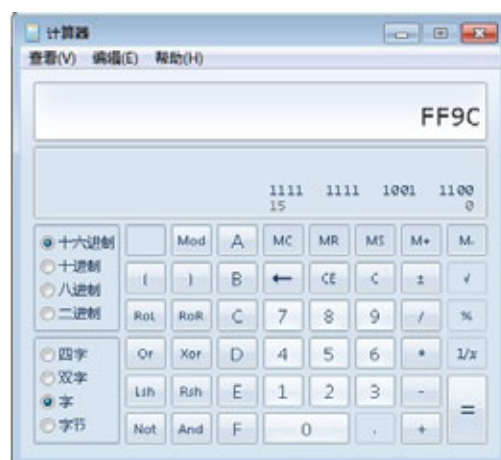 计算器
查看(V) 编辑(E) 帮助(H)
FF9C
1111 1111 1001 1100
15 0
十六进制 Mod A MC MR MS M+ M-
十进制 ( ) B ← CE C ± √
八进制
二进制 RoL RoR C 7 8 9 / %
四字 Or Xor D 4 5 6 * 1/x
双字
字 Lsh Rsh E 1 2 3 - =
字节 Not And F 0 . +